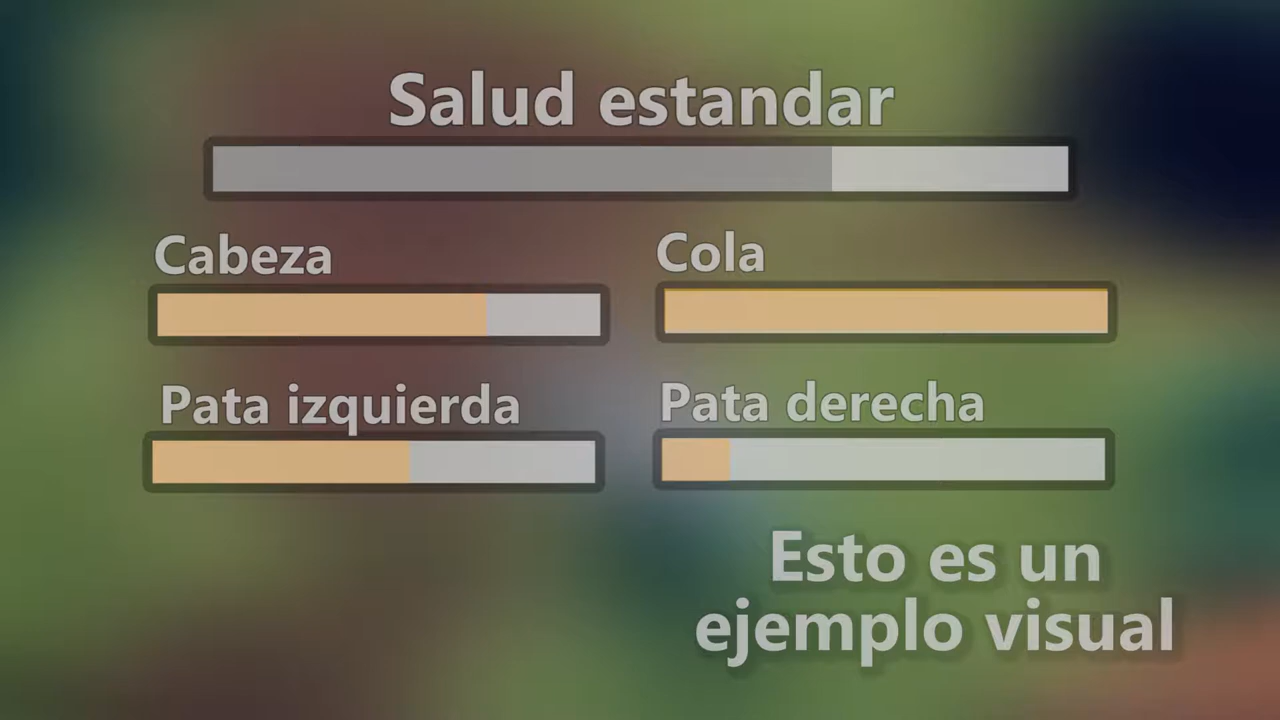 Salud estandar
Cabeza
Cola
Pata izquierda
Pata derecha
Esto es un
ejemplo visual